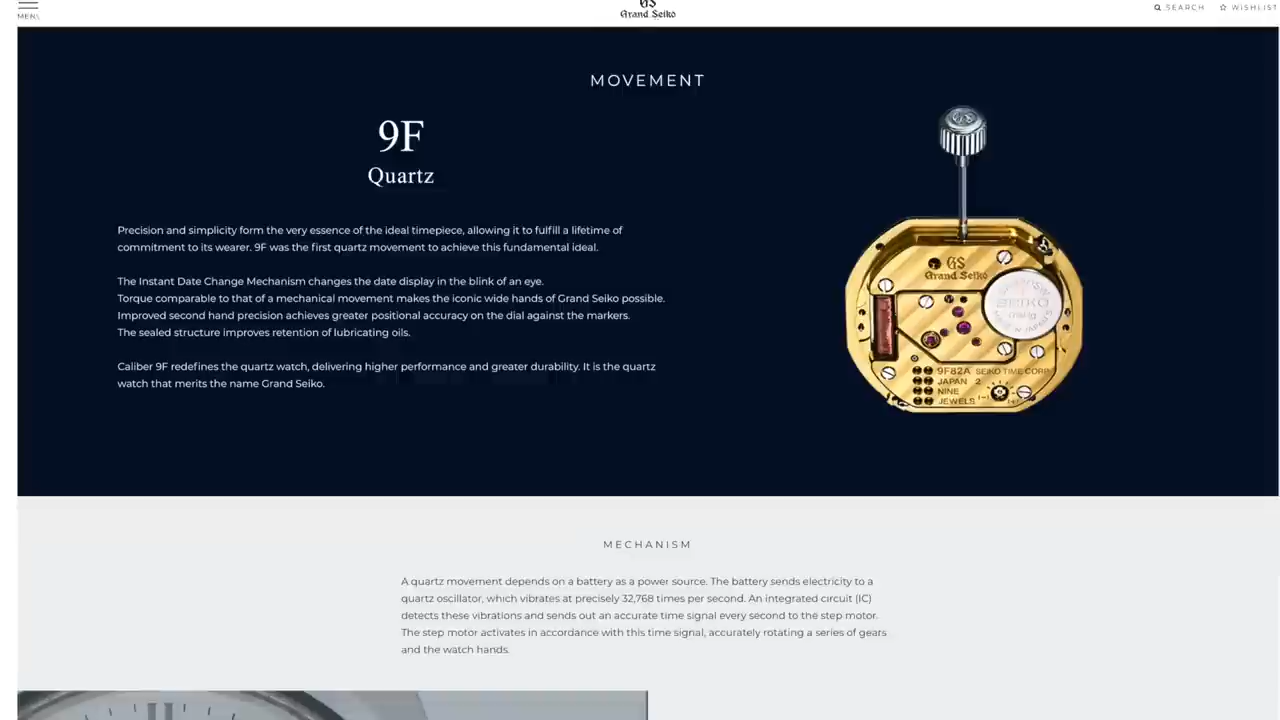 MENU
GS
Grand Seiko
SEARCH
WISHLIST
MOVEMENT
9F
Quartz
Precision and simplicity form the very essence of the ideal timepiece, allowing it to fulfill a lifetime of
commitment to its wearer. 9F was the first quartz movement to achieve this fundamental ideal.
The Instant Date Change Mechanism changes the date display in the blink of an eye.
Torque comparable to that of a mechanical movement makes the iconic wide hands of Grand Seiko possible.
Improved second hand precision achieves greater positional accuracy on the dial against the markers.
The sealed structure improves retention of lubricating oils.
Caliber 9F redefines the quartz watch, delivering higher performance and greater durability. It is the quartz
watch that merits the name Grand Seiko.
GS
Grand Seiko
SEIKO
9F82A SEIKO TIME CORP.
JAPAN 2
NINE
JEWELS
MECHANISM
A quartz movement depends on a battery as a power source. The battery sends electricity to a
quartz oscillator, which vibrates at precisely 32,768 times per second. An integrated circuit (IC)
detects these vibrations and sends out an accurate time signal every second to the step motor.
The step motor activates in accordance with this time signal, accurately rotating a series of gears
and the watch hands.